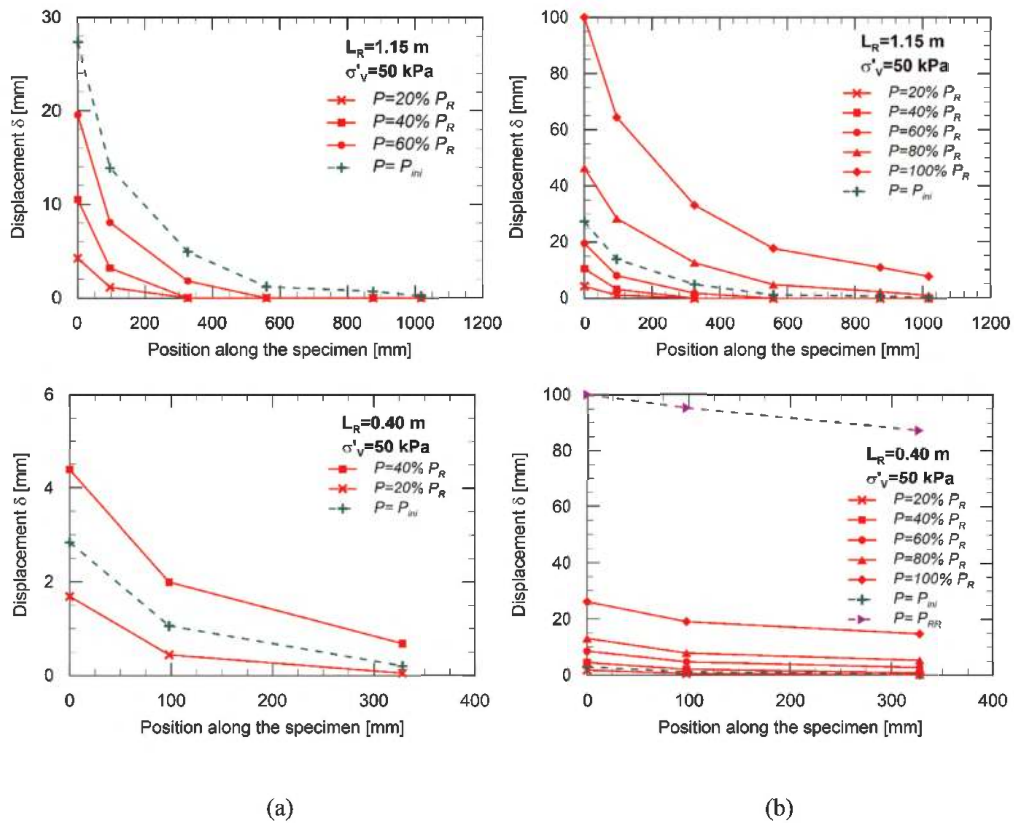 30
20
10
0
Displacement δ [mm]
L_R=1.15 m
σ'_v=50 kPa
P=20% P_R
P=40% P_R
P=60% P_R
P= P_ini
0 200 400 600 800 1000 1200
Position along the specimen [mm]
100
80
60
40
20
0
Displacement δ [mm]
L_R=1.15 m
σ'_v=50 kPa
P=20% P_R
P=40% P_R
P=60% P_R
P=80% P_R
P=100% P_R
P= P_ini
0 200 400 600 800 1000 1200
Position along the specimen [mm]
6
4
2
0
Displacement δ [mm]
L_R=0.40 m
σ'_v=50 kPa
P=40% P_R
P=20% P_R
P= P_ini
0 100 200 300 400
Position along the specimen [mm]
100
80
60
40
20
0
Displacement δ [mm]
L_R=0.40 m
σ'_v=50 kPa
P=20% P_R
P=40% P_R
P=60% P_R
P=80% P_R
P=100% P_R
P= P_ini
P= P_RR
0 100 200 300 400
Position along the specimen [mm]
(a)
(b)